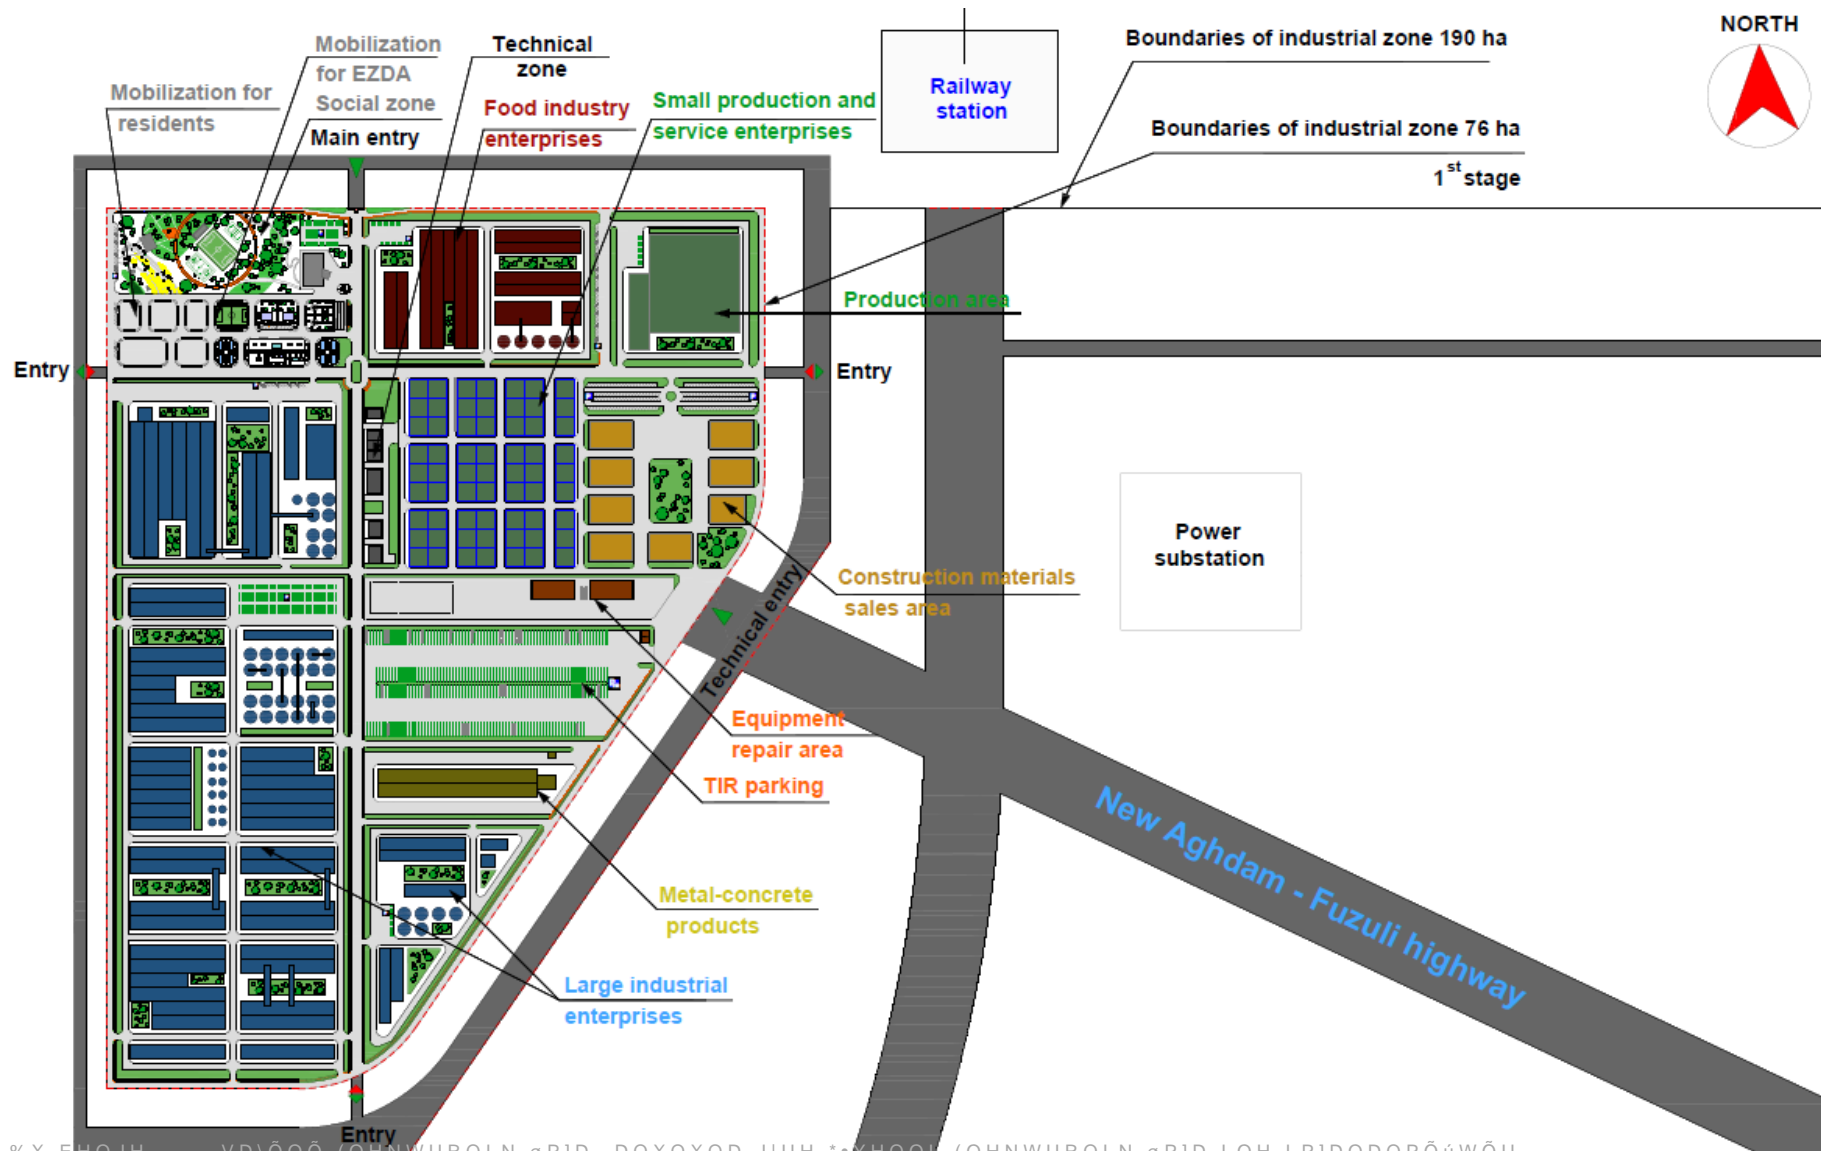 NORTH
Boundaries of industrial zone 190 ha
Mobilization
for EZDA
Social zone
Main entry
Technical
zone
Mobilization for
residents
Food industry
enterprises
Small production and
service enterprises
Railway
station
Boundaries of industrial zone 76 ha
1st stage
Production area
Entry
Entry
Power
substation
Construction materials
sales area
Technical entry
Equipment
repair area
TIR parking
New Aghdam - Fuzuli highway
Metal-concrete
products
Large industrial
enterprises
Entry